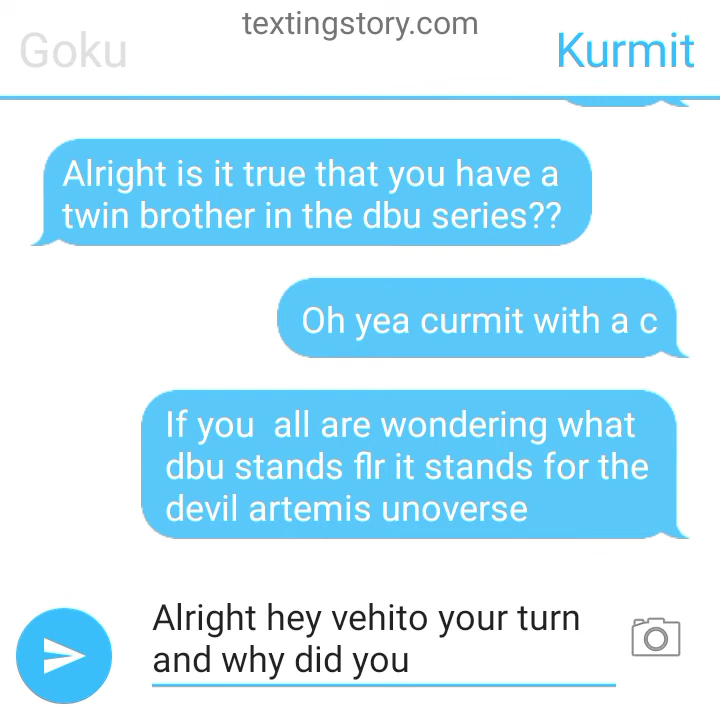 textingstory.com
Goku
Kurmit
Alright is it true that you have a
twin brother in the dbu series??
Oh yea curmit with a c
If you  all are wondering what
dbu stands flr it stands for the
devil artemis unoverse
Alright hey vehito your turn
and why did you